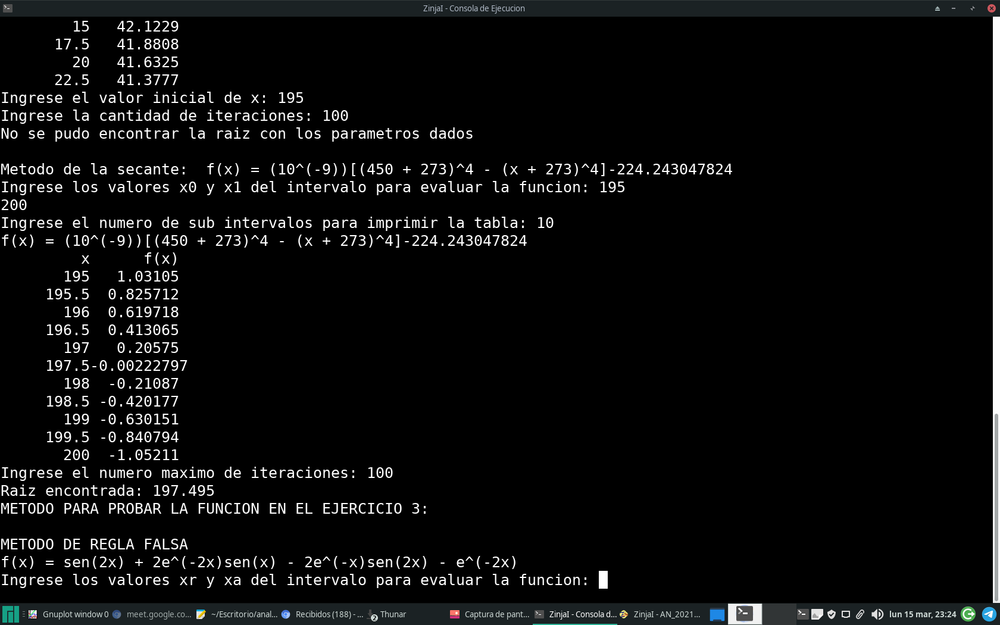 ZinjaI - Consola de Ejecucion
15 42.1229
17.5 41.8808
20 41.6325
22.5 41.3777
Ingrese el valor inicial de x: 195
Ingrese la cantidad de iteraciones: 100
No se pudo encontrar la raiz con los parametros dados
Metodo de la secante:  f(x) = (10^(-9))[(450 + 273)^4 - (x + 273)^4]-224.243047824
Ingrese los valores x0 y x1 del intervalo para evaluar la funcion: 195
200
Ingrese el numero de sub intervalos para imprimir la tabla: 10
f(x) = (10^(-9))[(450 + 273)^4 - (x + 273)^4]-224.243047824
x f(x)
195 1.03105
195.5 0.825712
196 0.619718
196.5 0.413065
197 0.20575
197.5-0.00222797
198 -0.21087
198.5 -0.420177
199 -0.630151
199.5 -0.840794
200 -1.05211
Ingrese el numero maximo de iteraciones: 100
Raiz encontrada: 197.495
METODO PARA PROBAR LA FUNCION EN EL EJERCICIO 3:
METODO DE REGLA FALSA
f(x) = sen(2x) + 2e^(-2x)sen(x) - 2e^(-x)sen(2x) - e^(-2x)
Ingrese los valores xr y xa del intervalo para evaluar la funcion:
Gnuplot window 0 meet.google.co... ~/Escritorio/anal... Recibidos (188) - ... 2 Thunar Captura de pant... ZinjaI - Consola d... ZinjaI - AN_2021... lun 15 mar, 23:24